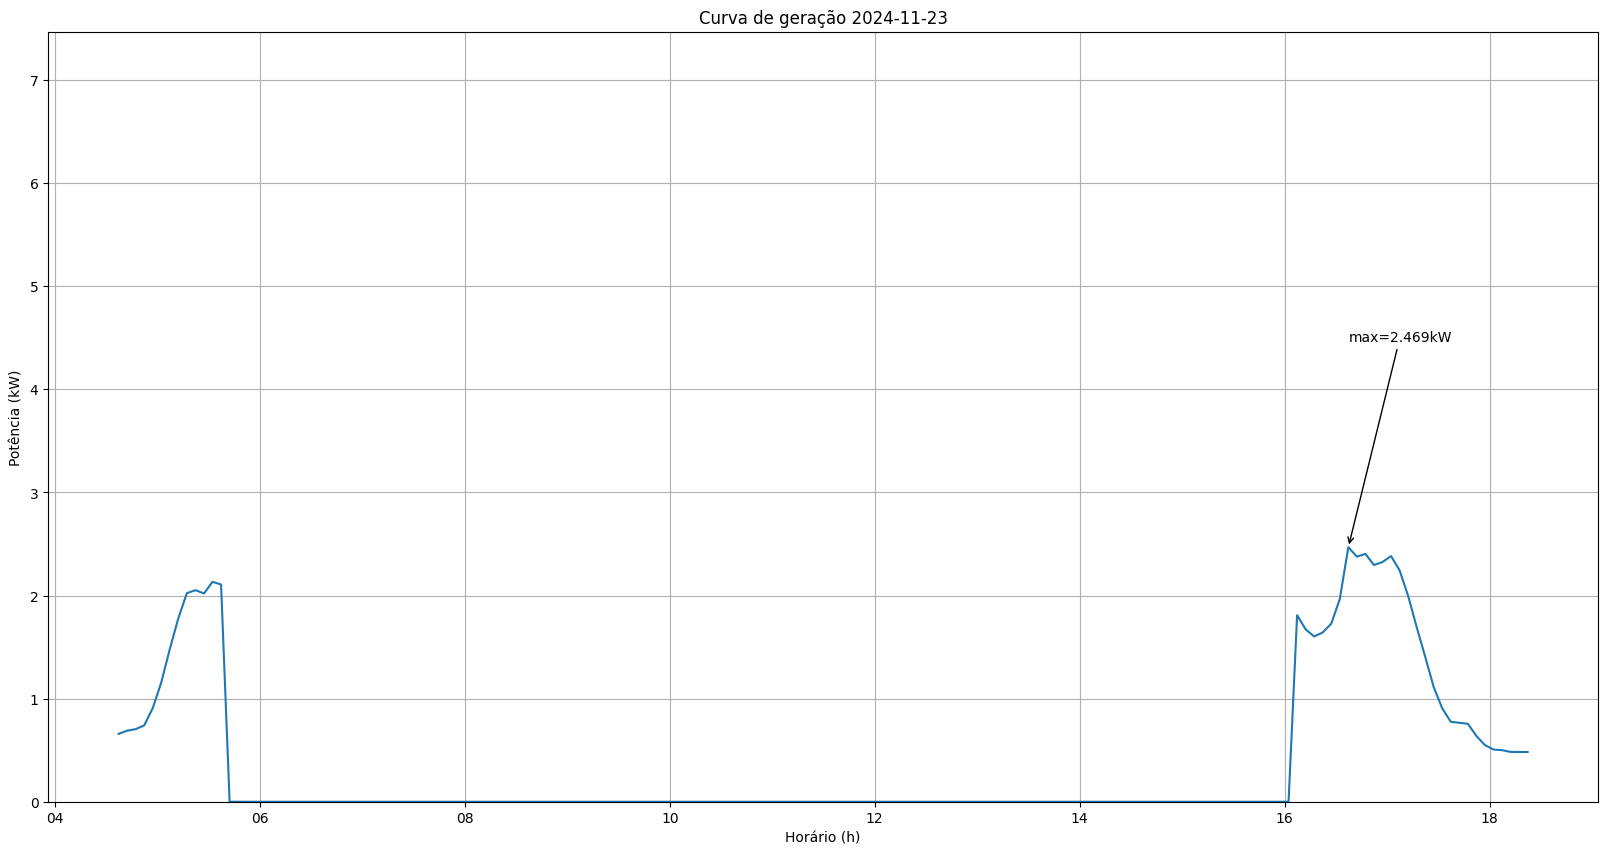 Curva de geração 2024-11-23
Potência (kW)
7
6
5
4
3
2
1
0
max=2.469kW
04 06 08 10 12 14 16 18
Horário (h)